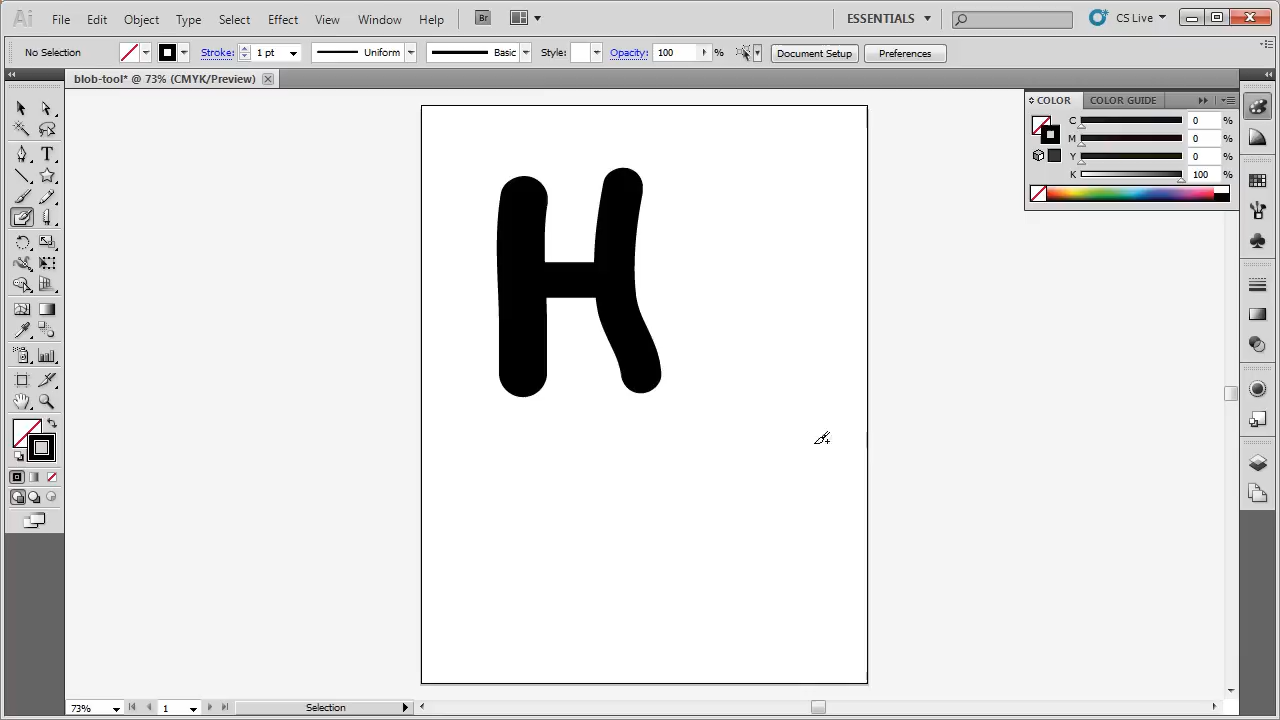 Ai File Edit Object Type Select Effect View Window Help Br ESSENTIALS CS Live
No Selection Stroke: 1 pt Uniform Basic Style: Opacity: 100 % Document Setup Preferences
blob-tool* @ 73% (CMYK/Preview)
COLOR COLOR GUIDE
C 0 %
M 0 %
Y 0 %
K 100 %
T
H
73% 1 Selection